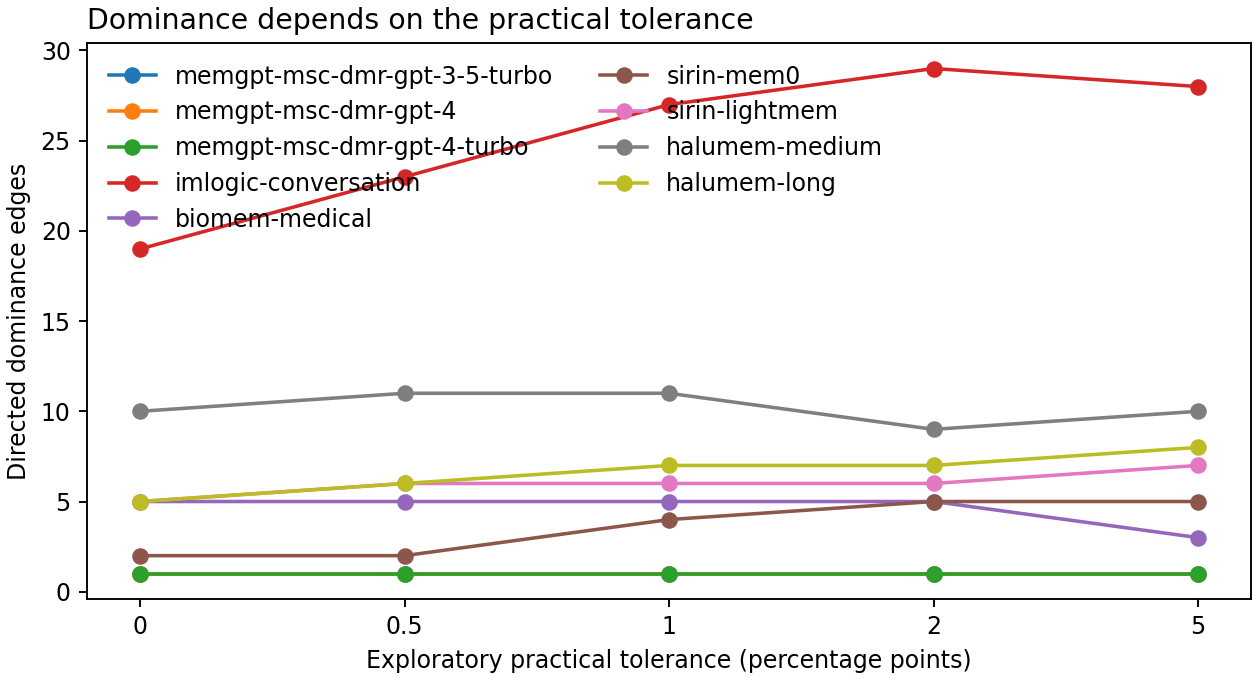 Dominance depends on the practical tolerance
30
25
20
15
10
5
0
Directed dominance edges
memgpt-msc-dmr-gpt-3-5-turbo
memgpt-msc-dmr-gpt-4
memgpt-msc-dmr-gpt-4-turbo
imlogic-conversation
biomem-medical
sirin-mem0
sirin-lightmem
halumem-medium
halumem-long
0 0.5 1 2 5
Exploratory practical tolerance (percentage points)